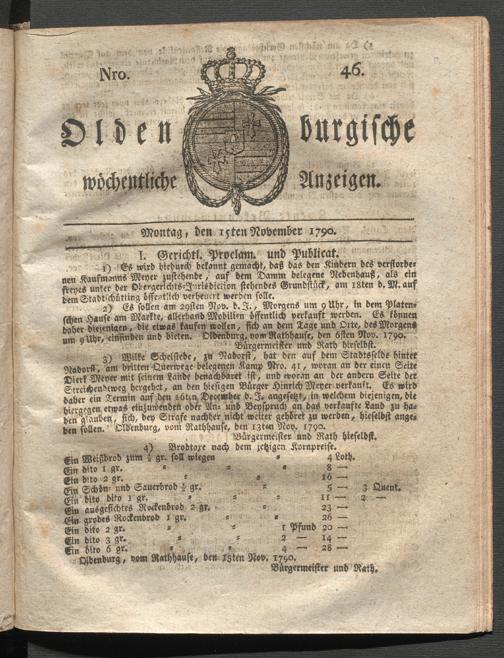 Nro. 46.
Oldenburgische
wöchentliche Anzeigen.
Montag, den 15ten November 1790.
I. Gerichtl. Proclam. und Publicat.
1) Es wird hiedurch bekannt gemacht, daß das den Kindern des verstorbe-
nen Kaufmanns Meyer zustehende, auf dem Damm belegene Nebenhauß, als ein
freyes unter der Obergerichts-Jurisdiction stehendes Grundstück, am 18ten d. M. auf
dem Stadtschütting öffentlich verheuert werden solle.
2) Es sollen am 29sten Nov. d. J., Morgens um 9 Uhr, in dem Platen-
schen Hause am Markte, allerhand Mobilien öffentlich verkauft werden. Es können
daher diejenigen, die etwas kaufen wollen, sich an dem Tage und Orte, des Morgens
um 9 Uhr, einfinden und bieten. Oldenburg, vom Rathhause, den 6sten Nov. 1790.
Bürgermeister und Rath hieselbst.
3) Wilke Schelstede, zu Nadorst, hat den auf dem Stadtsfelde hinter
Nadorst, am dritten Querwege belegenen Kamp Nro. 41, woran an der einen Seite
Dierk Meyer mit seinem Lande benachbaret ist, und woran an der andern Seite der
Streichenderweg hergehet, an den hiesigen Bürger Hinrich Meyer verkauft. Es wird
daher ein Termin auf den 16ten December d. J. angesetzt, in welchem diejenigen, die
hiergegen etwas einzuwenden oder An- und Beyspruch an das verkaufte Land zu ha-
ben glauben, sich, bey Strafe nachher nicht weiter gehört zu werden, hieselbst ange-
ben sollen. Oldenburg, vom Rathhause, den 13ten Nov. 1790.
Bürgermeister und Rath hieselbst.
4) Brodtaxe nach dem jetzigen Kornpreise.
Ein Weißbrod zum ½ gr. soll wiegen 4 Loth.
Ein dito 1 gr. 8 —
Ein dito 2 gr. 16 —
Ein Schön- und Sauerbrod ½ gr. 5 — 3 Quent.
Ein dito dito 1 gr. 11 — 2 —
Ein ausgesichtes Rockenbrod 2 gr. 23 —
Ein grobes Rockenbrod 1 gr. 26 —
Ein dito 2 gr. 1 Pfund 20 —
Ein dito 3 gr. 2 — 14 —
Ein dito 6 gr. 4 — 28 —
Oldenburg, vom Rathhause, den 13ten Nov. 1790.
Bürgermeister und Rath.